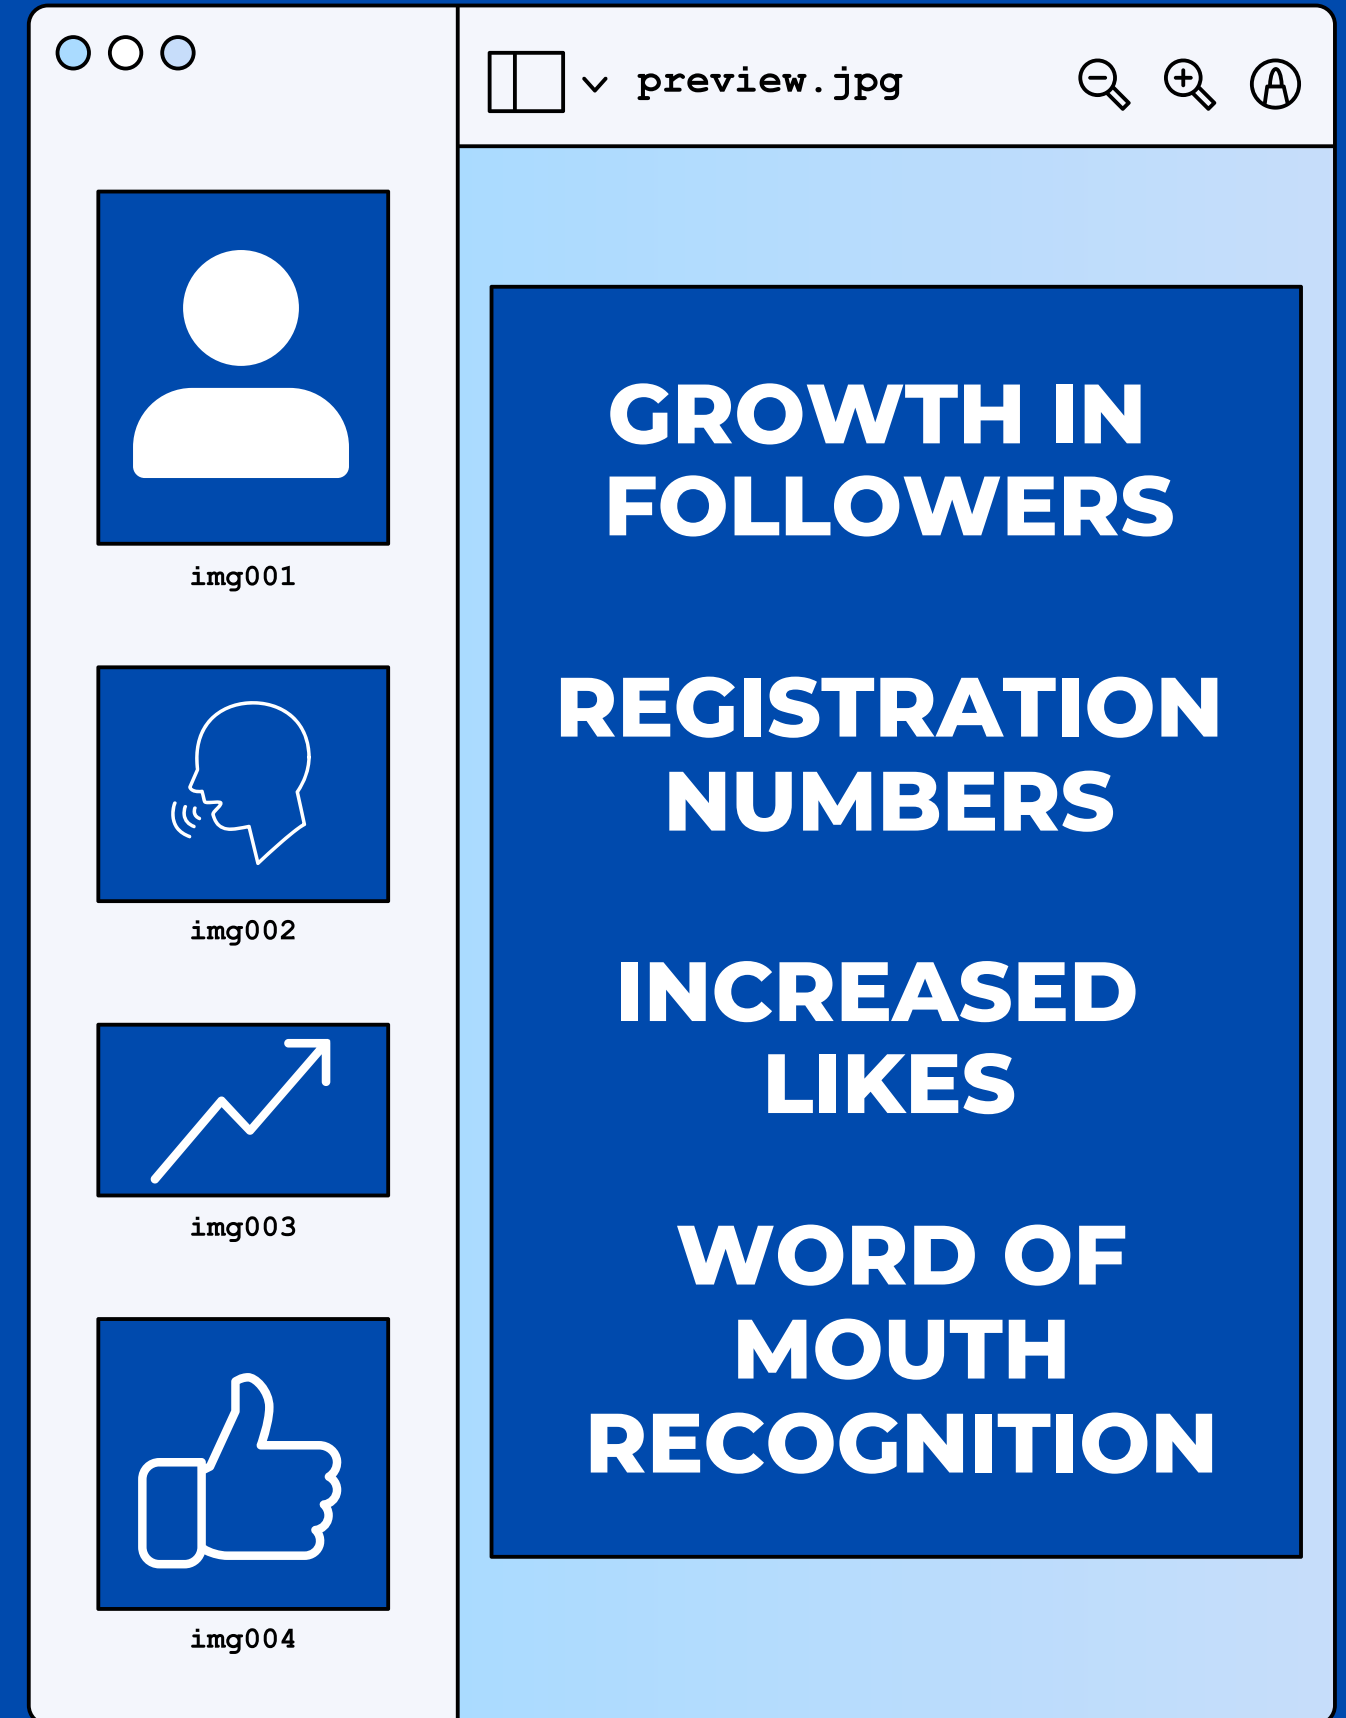 preview.jpg
img001
img002
img003
img004
GROWTH IN
FOLLOWERS
REGISTRATION
NUMBERS
INCREASED
LIKES
WORD OF
MOUTH
RECOGNITION